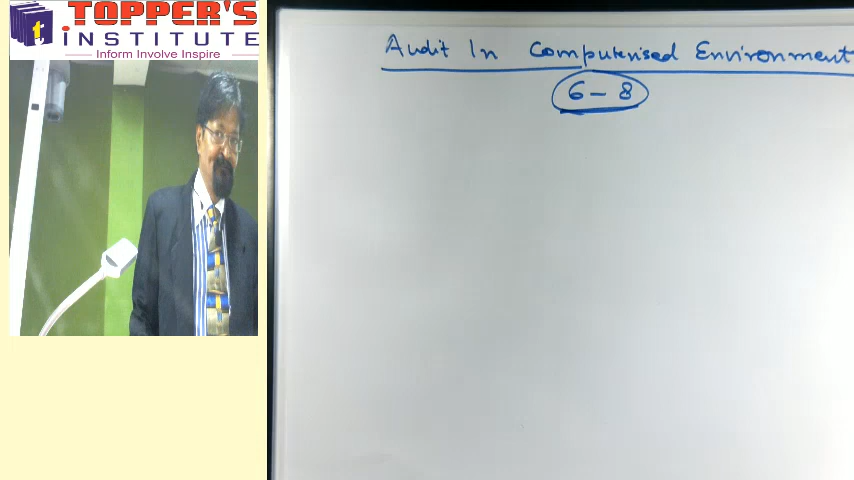 TOPPER'S
iNSTITUTE
Inform Involve Inspire
t
Audit In Computerised Environment
6 - 8